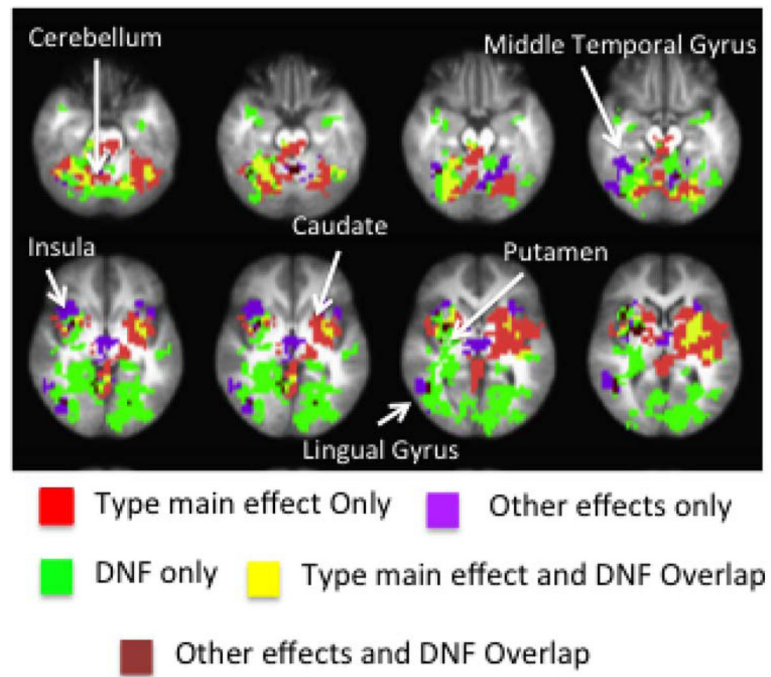 Cerebellum
Middle Temporal Gyrus
Caudate
Insula
Putamen
Lingual Gyrus
Type main effect Only
Other effects only
DNF only
Type main effect and DNF Overlap
Other effects and DNF Overlap